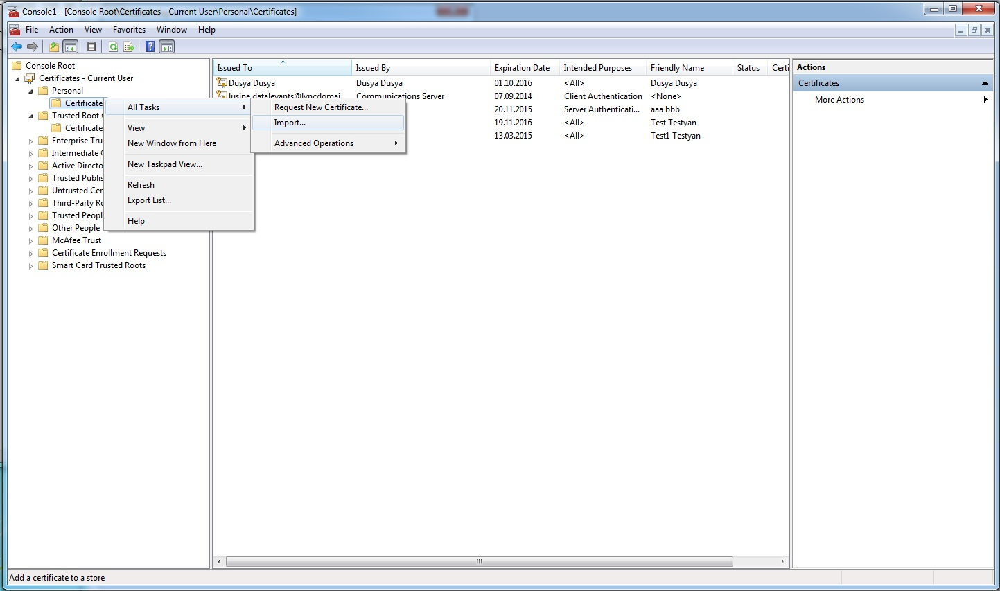 Console1 - [Console Root\Certificates - Current User\Personal\Certificates]
File Action View Favorites Window Help
Console Root
Certificates - Current User
Personal
Certificate
Trusted Root C
Certificates
Enterprise Trus
Intermediate C
Active Directo
Trusted Publis
Untrusted Cer
Third-Party Ro
Trusted Peopl
Other People
McAfee Trust
Certificate Enrollment Requests
Smart Card Trusted Roots
All Tasks
View
New Window from Here
New Taskpad View...
Refresh
Export List...
Help
Request New Certificate...
Import...
Advanced Operations
Issued To Issued By Expiration Date Intended Purposes Friendly Name Status Certi
Dusya Dusya Dusya Dusya 01.10.2016 <All> Dusya Dusya
lusine.datalevants@lyncdomai... Communications Server 07.09.2014 Client Authentication <None>
20.11.2015 Server Authenticati... aaa bbb
19.11.2016 <All> Test Testyan
13.03.2015 <All> Test1 Testyan
Actions
Certificates
More Actions
Add a certificate to a store